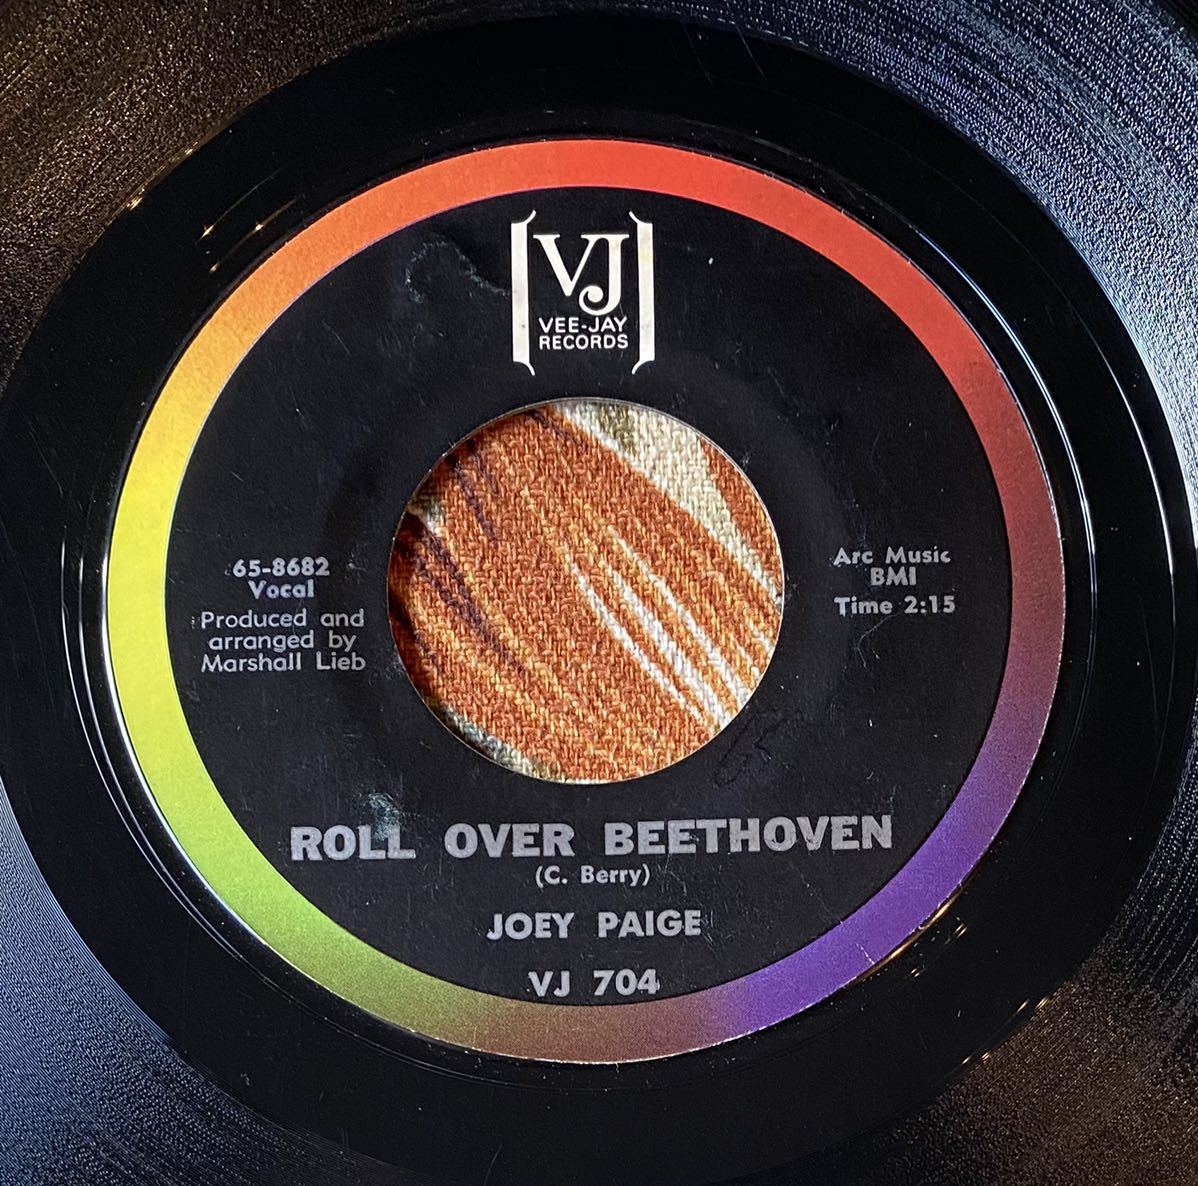 VJ
VEE-JAY
RECORDS
65-8682
Vocal
Produced and
arranged by
Marshall Lieb
Arc Music
BMI
Time 2:15
ROLL OVER BEETHOVEN
(C. Berry)
JOEY PAIGE
VJ 704